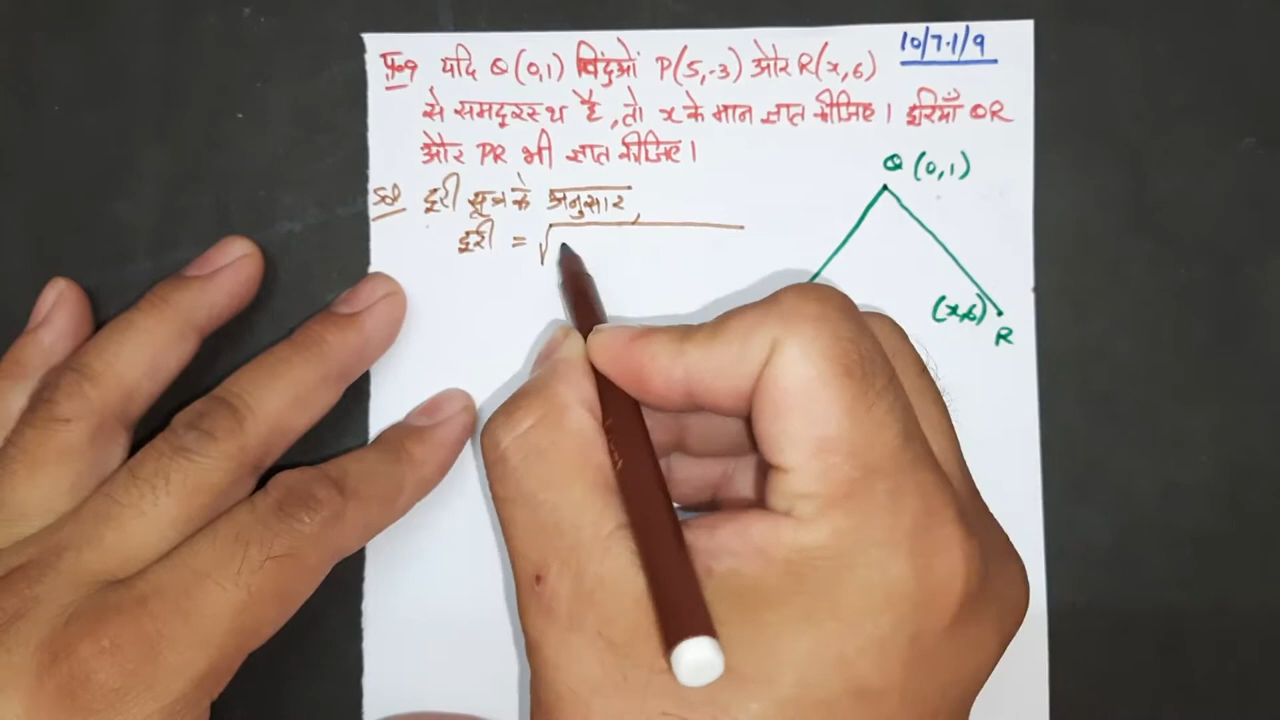 प्र०9 यदि Q(0,1) बिंदुओं P(5,-3) और R(x,6)
10/7.1/9
से समदूरस्थ है, तो x के मान ज्ञात कीजिए। दूरियाँ QR
और PR भी ज्ञात कीजिए।
Q (0,1)
Sol दूरी सूत्र के अनुसार,
दूरी = √
(x,6)
R